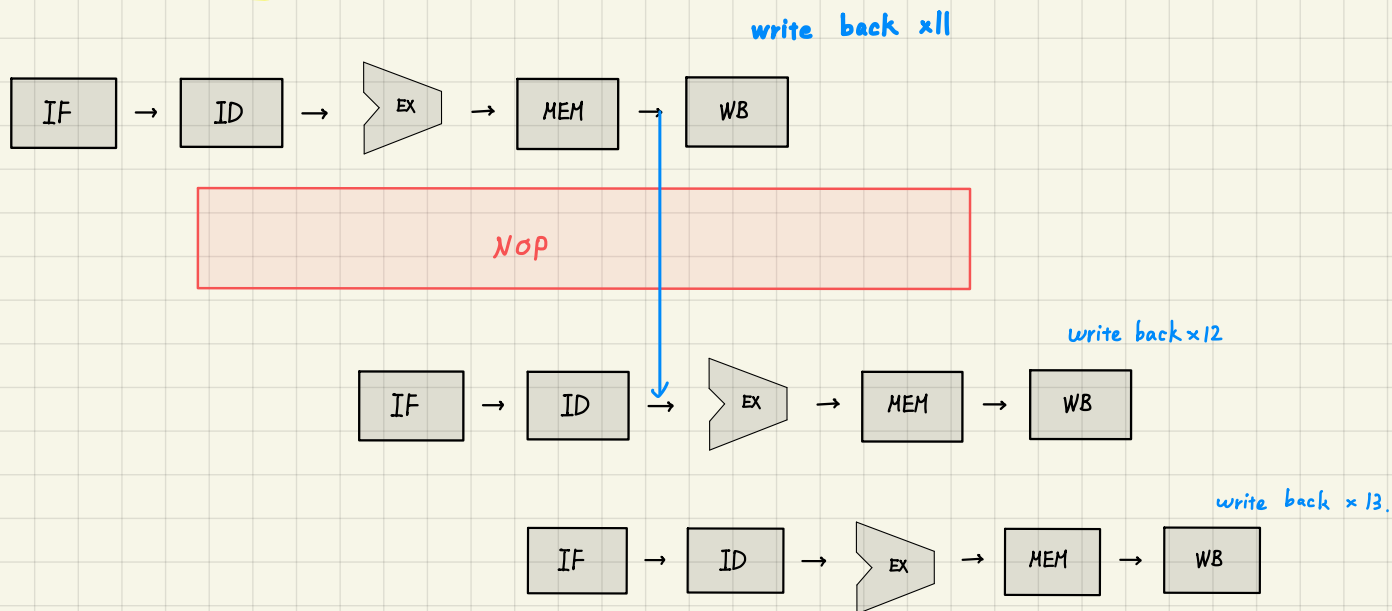 write back x11
IF → ID → EX → MEM → WB
NOP
write back x12
IF → ID → EX → MEM → WB
write back x13.
IF → ID → EX → MEM → WB